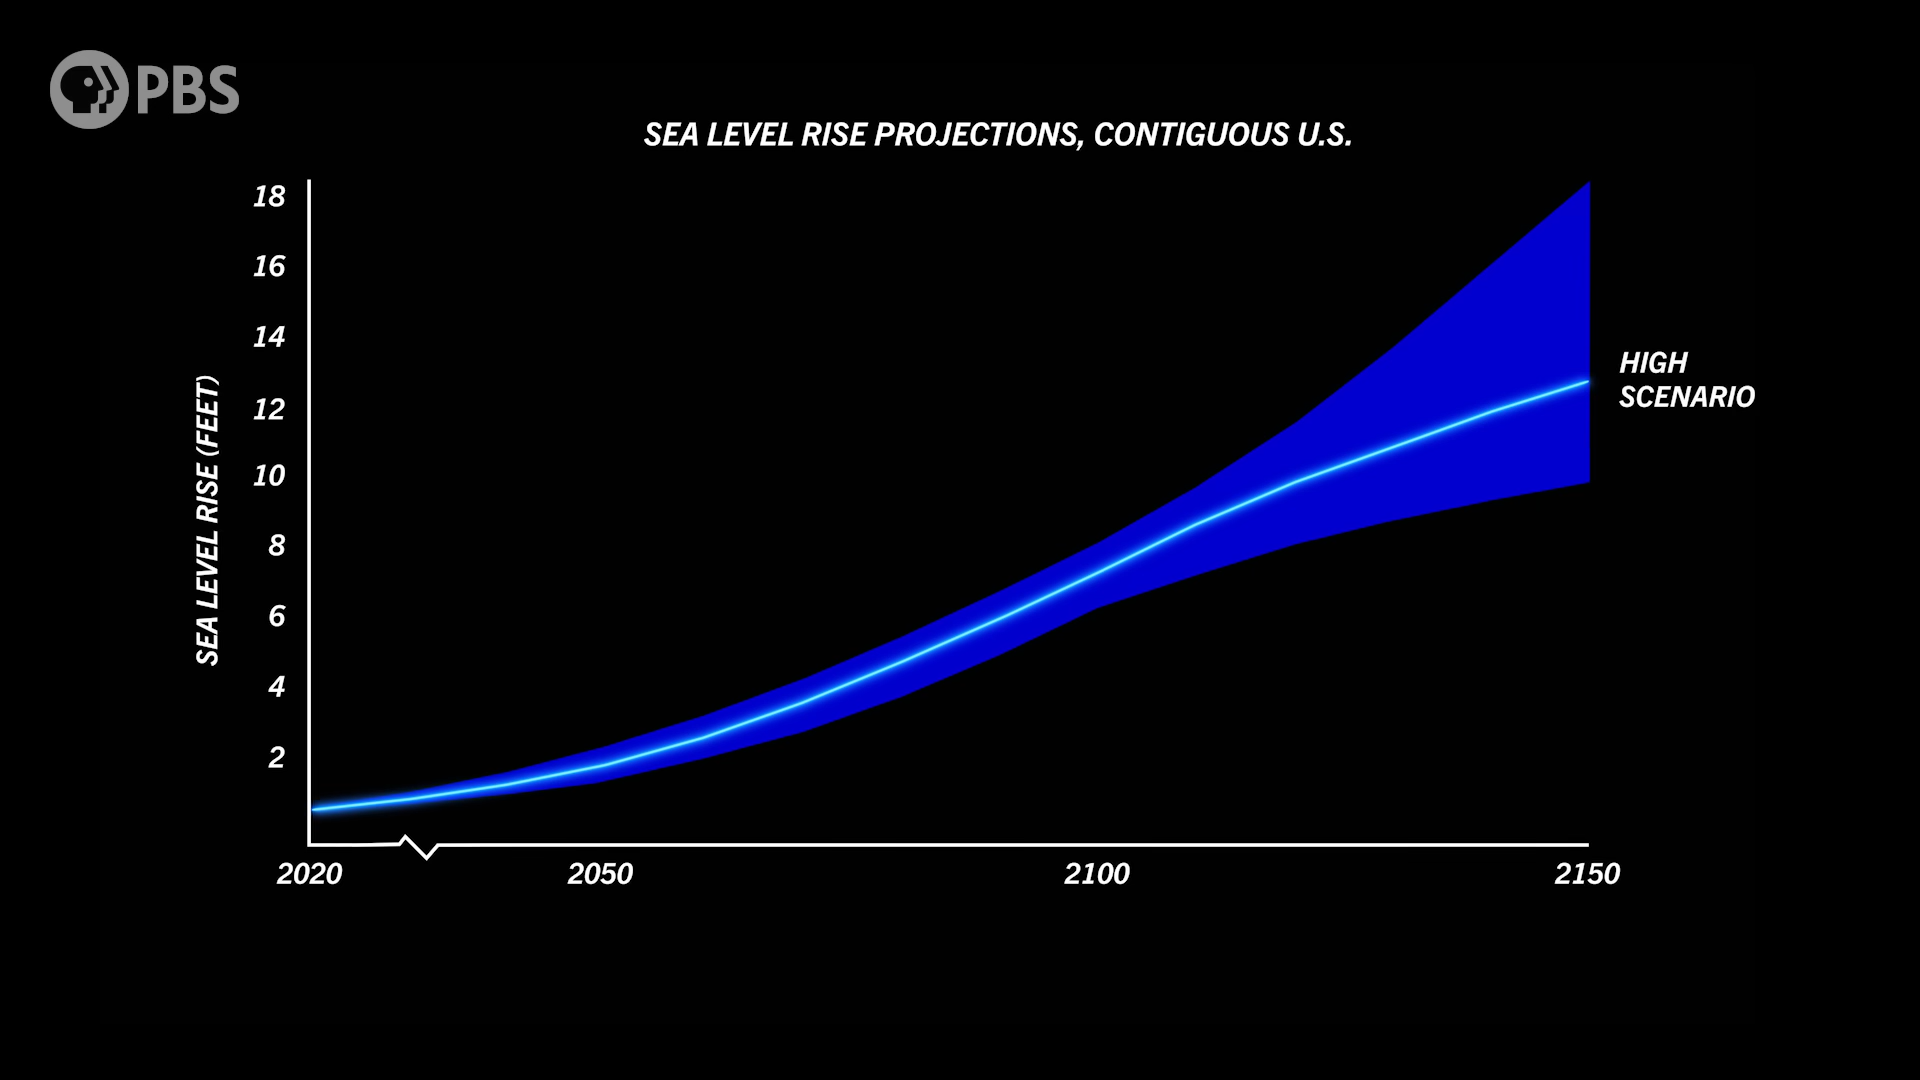 PBS
SEA LEVEL RISE PROJECTIONS, CONTIGUOUS U.S.
SEA LEVEL RISE (FEET)
18
16
14
12
10
8
6
4
2
HIGH
SCENARIO
2020 2050 2100 2150